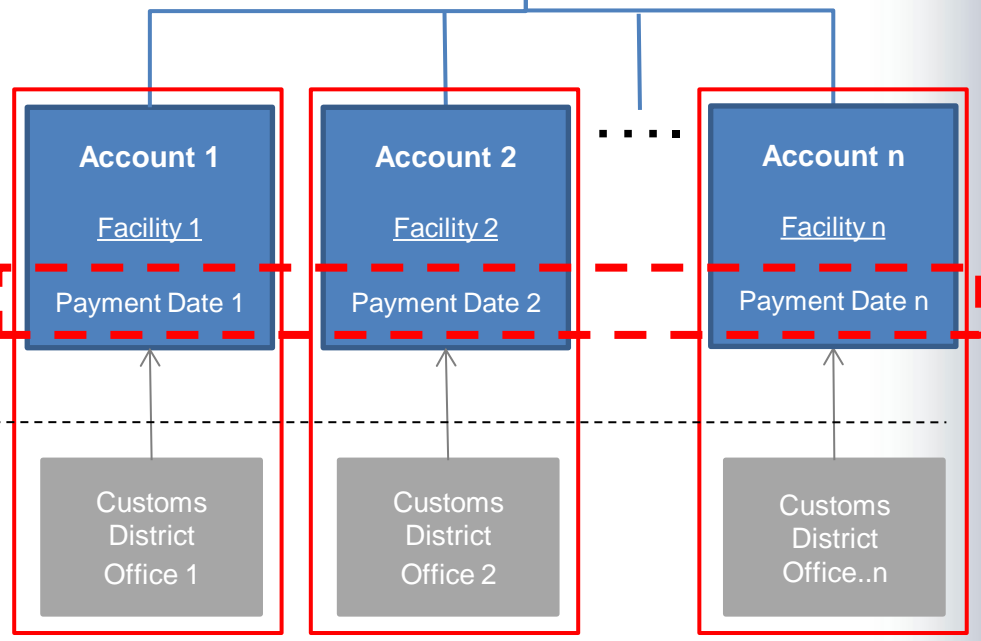 Account 1
Facility 1
Payment Date 1
Account 2
Facility 2
Payment Date 2
Account n
Facility n
Payment Date n
Customs
District
Office 1
Customs
District
Office 2
Customs
District
Office..n